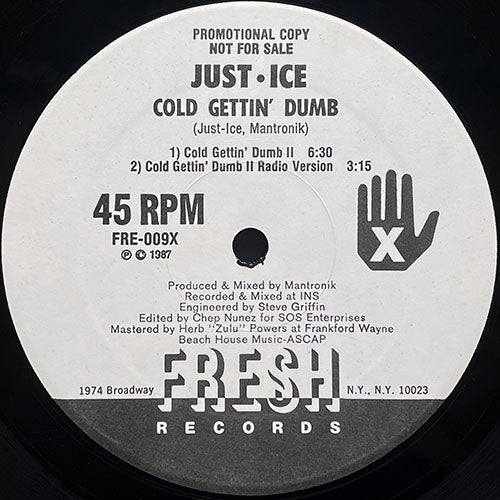 PROMOTIONAL COPY
NOT FOR SALE
JUST•ICE
COLD GETTIN' DUMB
(Just-Ice, Mantronik)
1) Cold Gettin' Dumb II 6:30
2) Cold Gettin' Dumb II Radio Version 3:15
45 RPM
FRE-009X
Ⓟ © 1987
X
Produced & Mixed by Mantronik
Recorded & Mixed at INS
Engineered by Steve Griffin
Edited by Chep Nunez for SOS Enterprises
Mastered by Herb "Zulu" Powers at Frankford Wayne
Beach House Music-ASCAP
1974 Broadway FRESH N.Y., N.Y. 10023
RECORDS